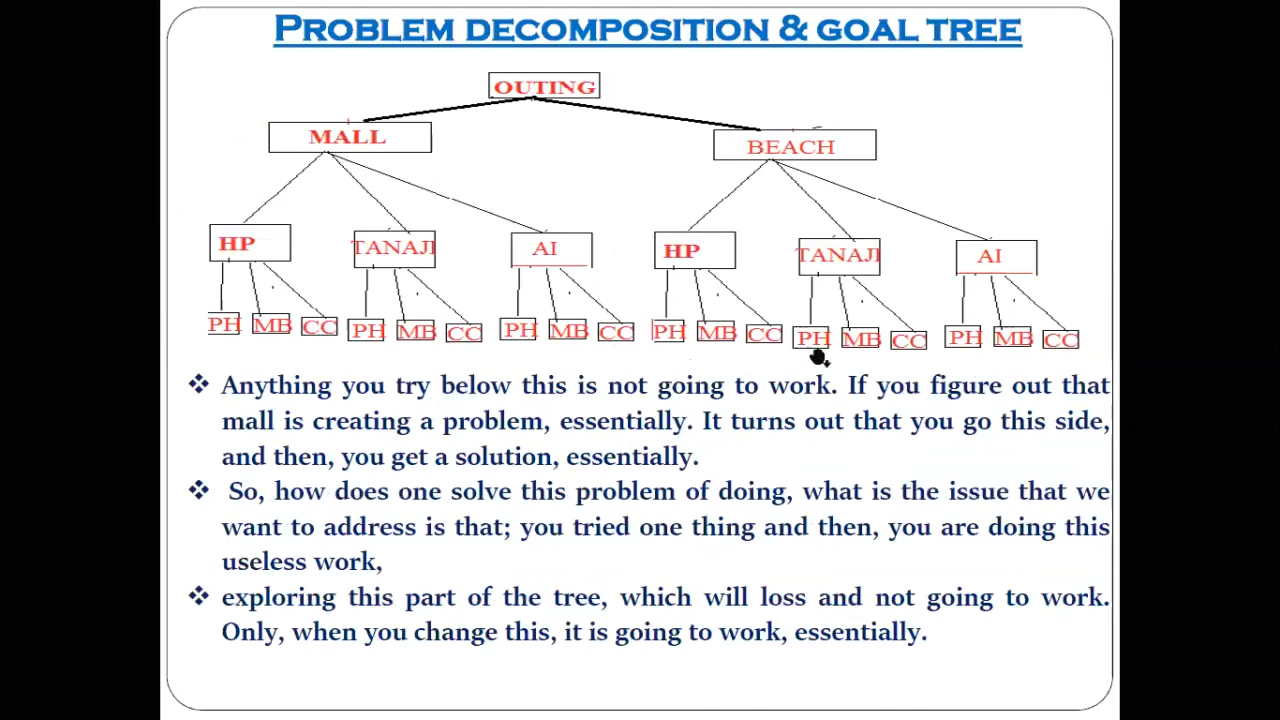 PROBLEM DECOMPOSITION & GOAL TREE
OUTING
MALL BEACH
HP TANAJI AI HP TANAJI AI
PH MB CC PH MB CC PH MB CC PH MB CC PH MB CC PH MB CC
❖ Anything you try below this is not going to work. If you figure out that
mall is creating a problem, essentially. It turns out that you go this side,
and then, you get a solution, essentially.
❖ So, how does one solve this problem of doing, what is the issue that we
want to address is that; you tried one thing and then, you are doing this
useless work,
❖ exploring this part of the tree, which will loss and not going to work.
Only, when you change this, it is going to work, essentially.